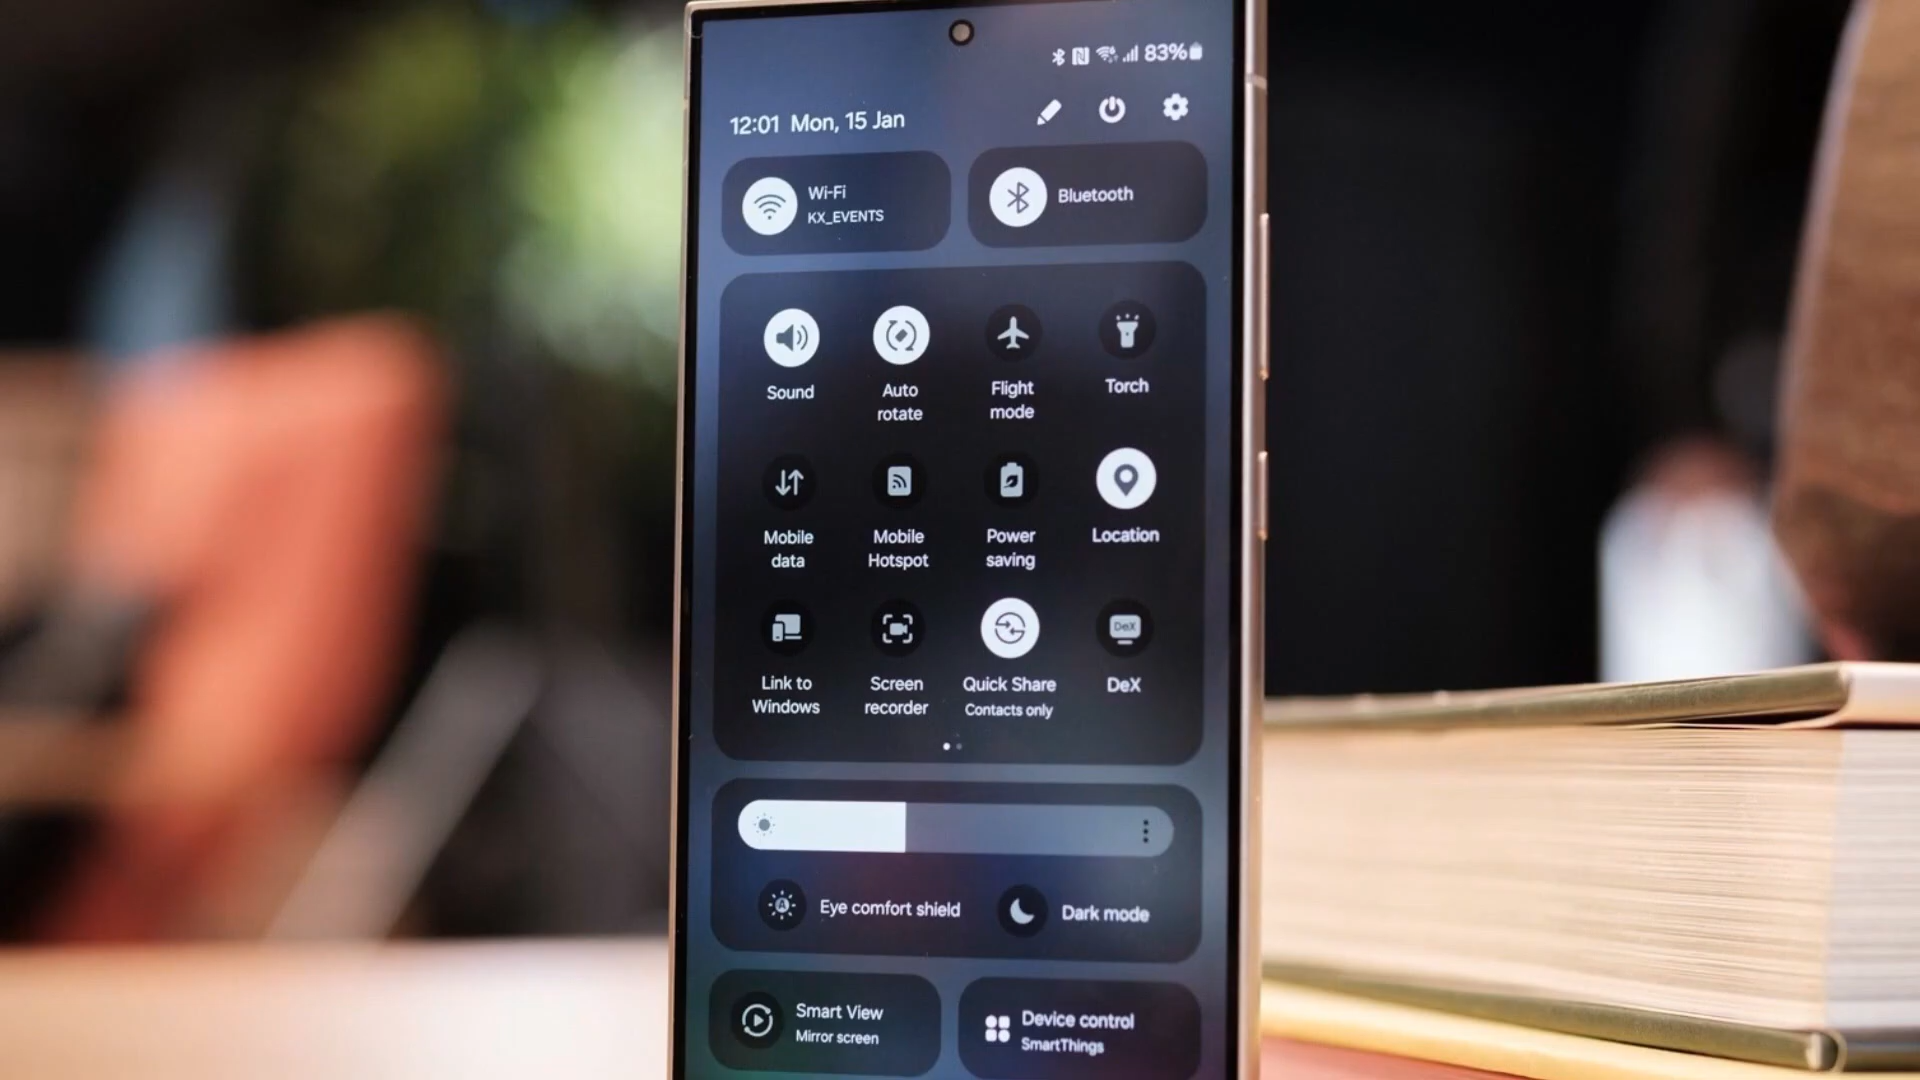 83%
12:01 Mon, 15 Jan
Wi-Fi
KX_EVENTS
Bluetooth
Sound
Auto
rotate
Flight
mode
Torch
Mobile
data
Mobile
Hotspot
Power
saving
Location
Link to
Windows
Screen
recorder
Quick Share
Contacts only
DeX
DeX
Eye comfort shield
Dark mode
Smart View
Mirror screen
Device control
SmartThings